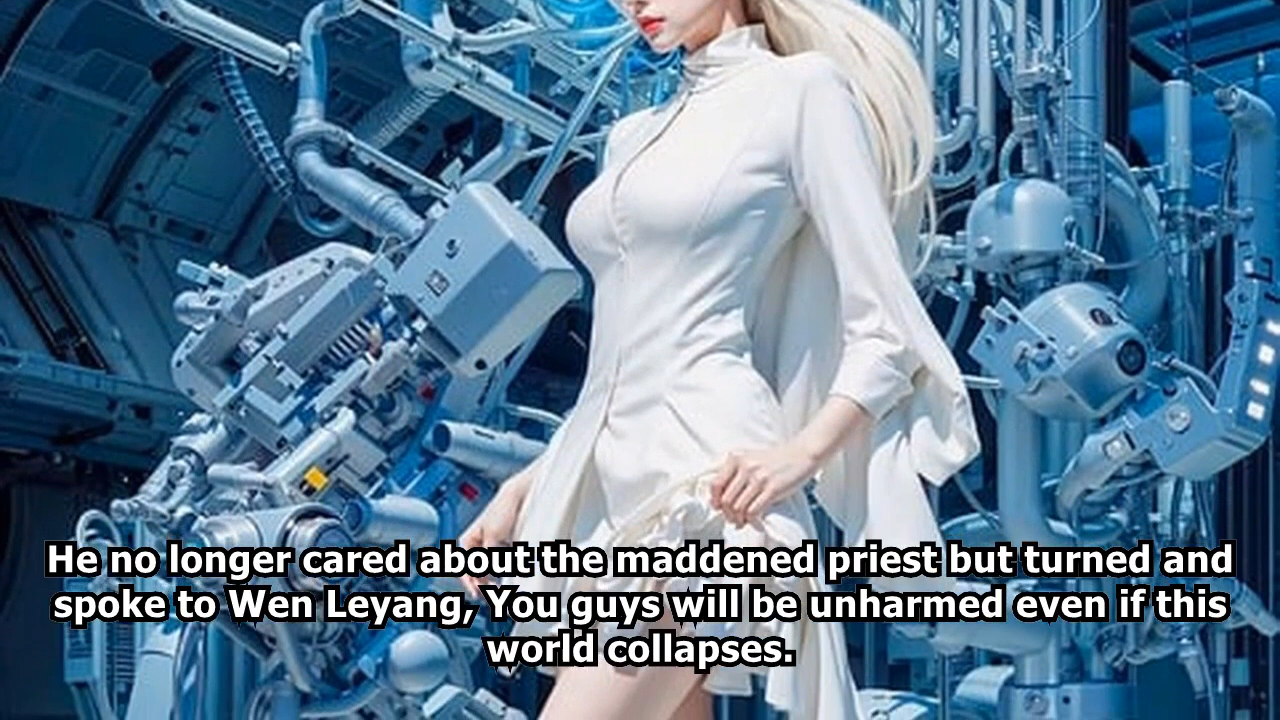 He no longer cared about the maddened priest but turned and
spoke to Wen Leyang, You guys will be unharmed even if this
world collapses.